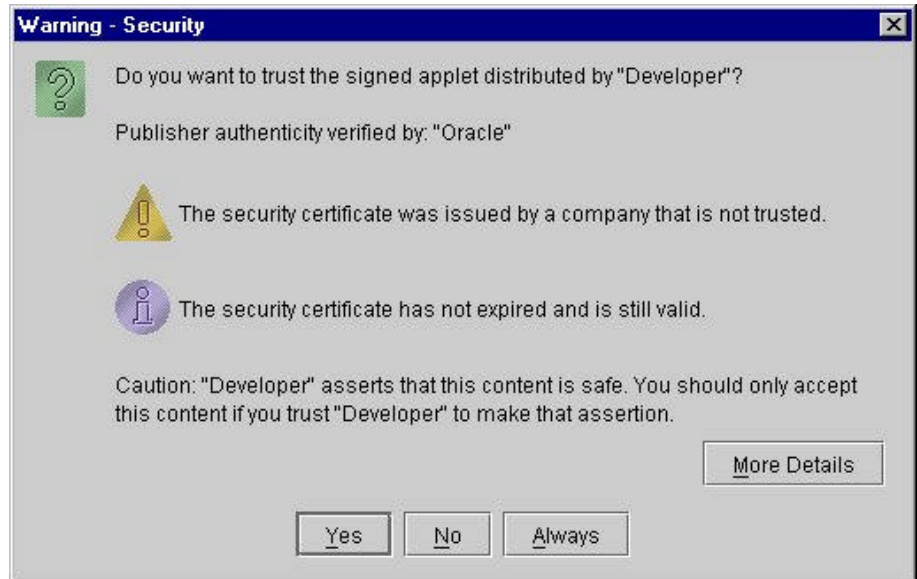 Warning - Security
Do you want to trust the signed applet distributed by "Developer"?
Publisher authenticity verified by: "Oracle"
The security certificate was issued by a company that is not trusted.
The security certificate has not expired and is still valid.
Caution: "Developer" asserts that this content is safe. You should only accept
this content if you trust "Developer" to make that assertion.
More Details
Yes No Always